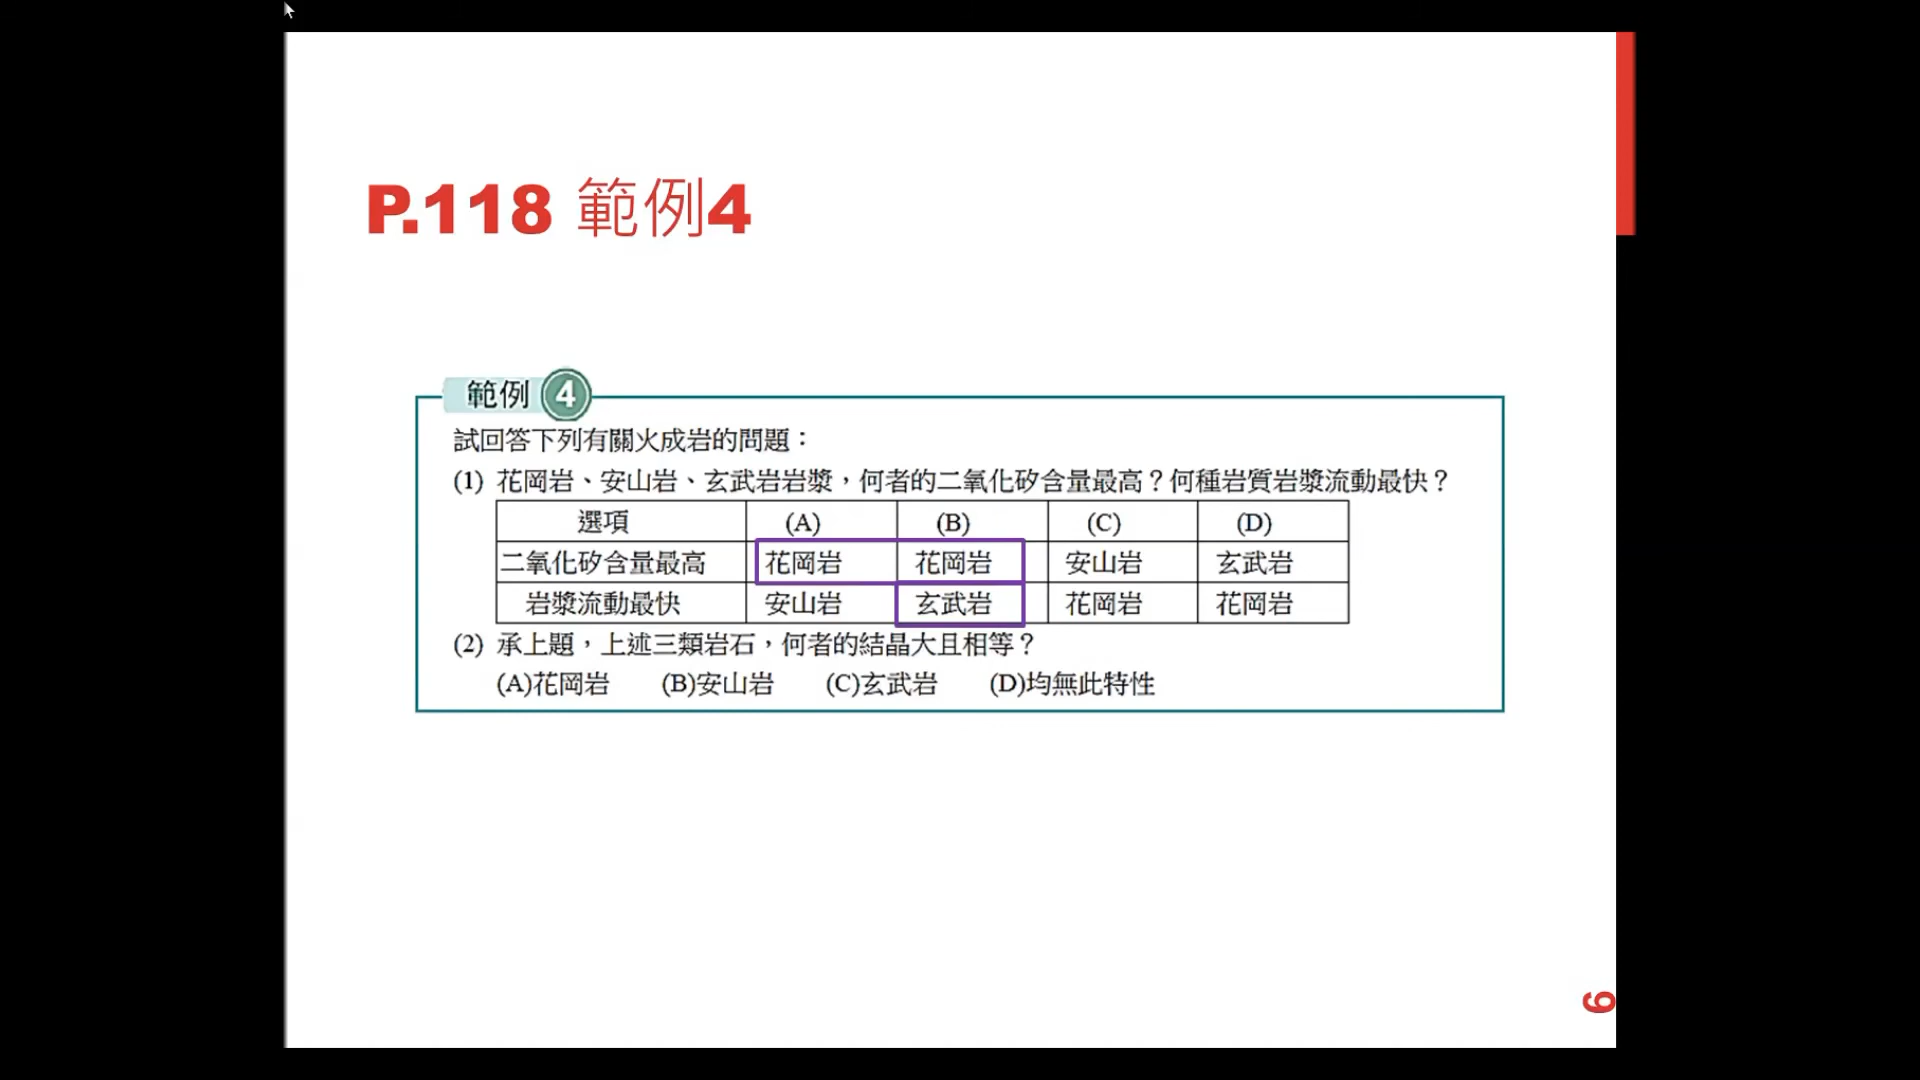 P.118 範例4
範例 4
試回答下列有關火成岩的問題：
(1) 花岡岩、安山岩、玄武岩岩漿，何者的二氧化矽含量最高？何種岩質岩漿流動最快？
選項 (A) (B) (C) (D)
二氧化矽含量最高 花岡岩 花岡岩 安山岩 玄武岩
岩漿流動最快 安山岩 玄武岩 花岡岩 花岡岩
(2) 承上題，上述三類岩石，何者的結晶大且相等？
(A)花岡岩 (B)安山岩 (C)玄武岩 (D)均無此特性
9